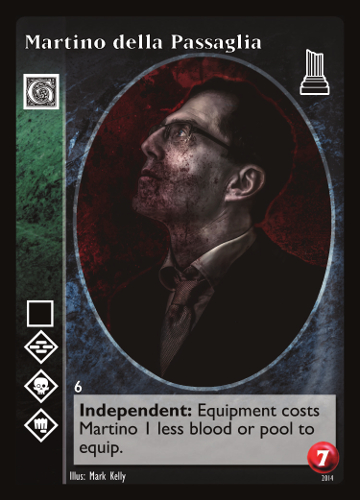 Martino della Passaglia
6
Independent: Equipment costs
Martino 1 less blood or pool to
equip.
7
Illus: Mark Kelly
2014